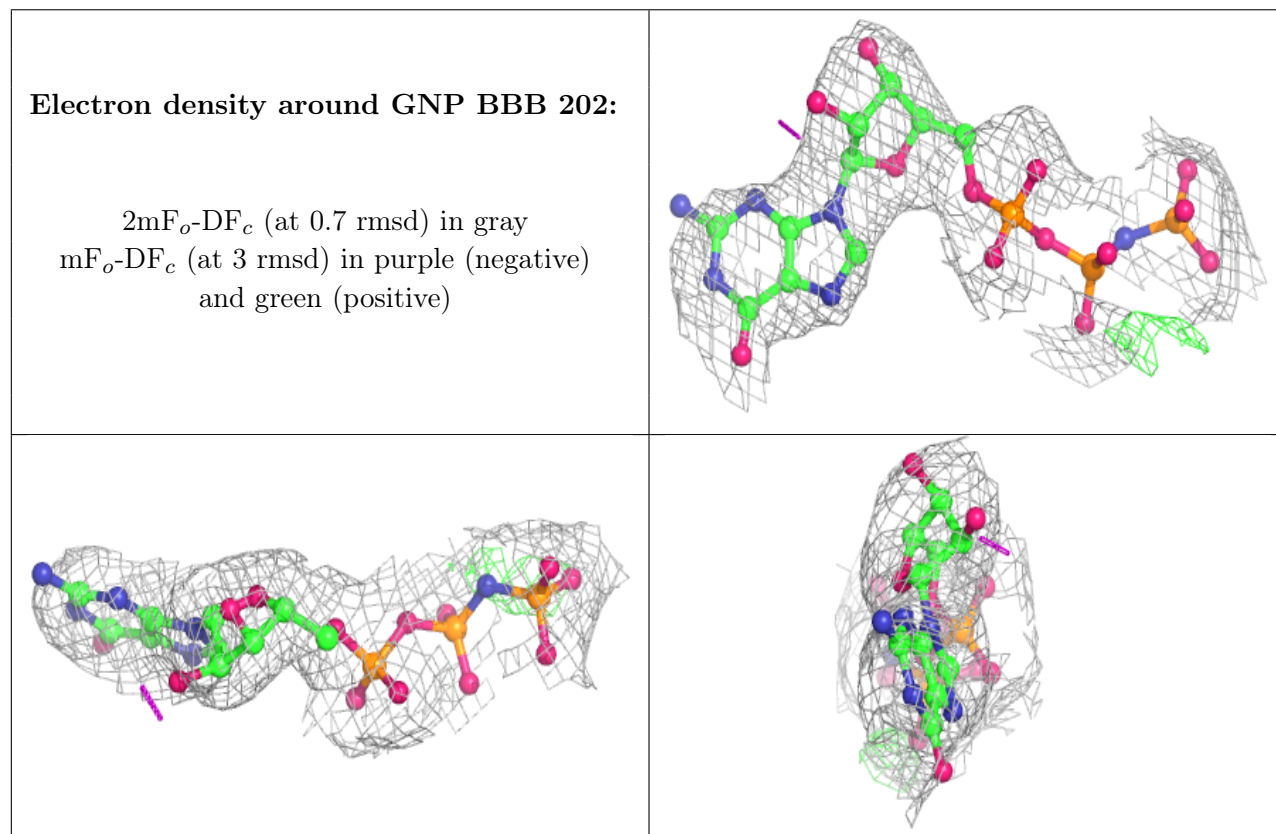 Electron density around GNP BBB 202:
2mFₒ-DF𝒸 (at 0.7 rmsd) in gray
mFₒ-DF𝒸 (at 3 rmsd) in purple (negative)
and green (positive)